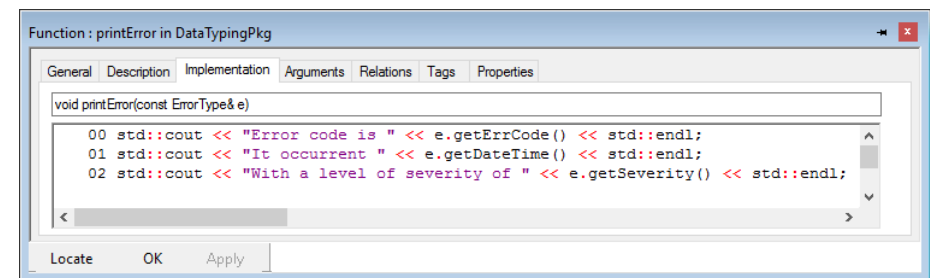 Function : printError in DataTypingPkg
General Description Implementation Arguments Relations Tags Properties
void printError(const ErrorType& e)
00 std::cout << "Error code is " << e.getErrCode() << std::endl;
01 std::cout << "It occurrent " << e.getDateTime() << std::endl;
02 std::cout << "With a level of severity of " << e.getSeverity() << std::endl;
Locate OK Apply